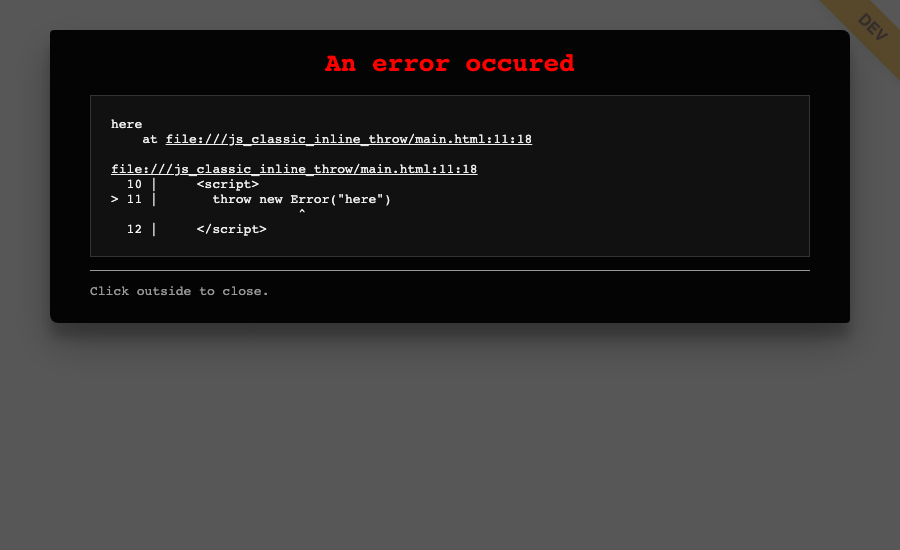 DEV
An error occured
here
    at file:///js_classic_inline_throw/main.html:11:18

file:///js_classic_inline_throw/main.html:11:18
  10 |     <script>
> 11 |       throw new Error("here")
                        ^
  12 |     </script>
Click outside to close.